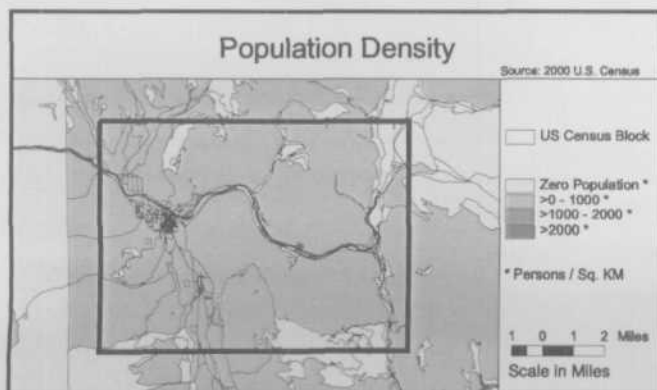 Population Density
Source: 2000 U.S. Census
US Census Block
Zero Population *
>0 - 1000 *
>1000 - 2000 *
>2000 *
* Persons / Sq. KM
1 0 1 2 Miles
Scale in Miles